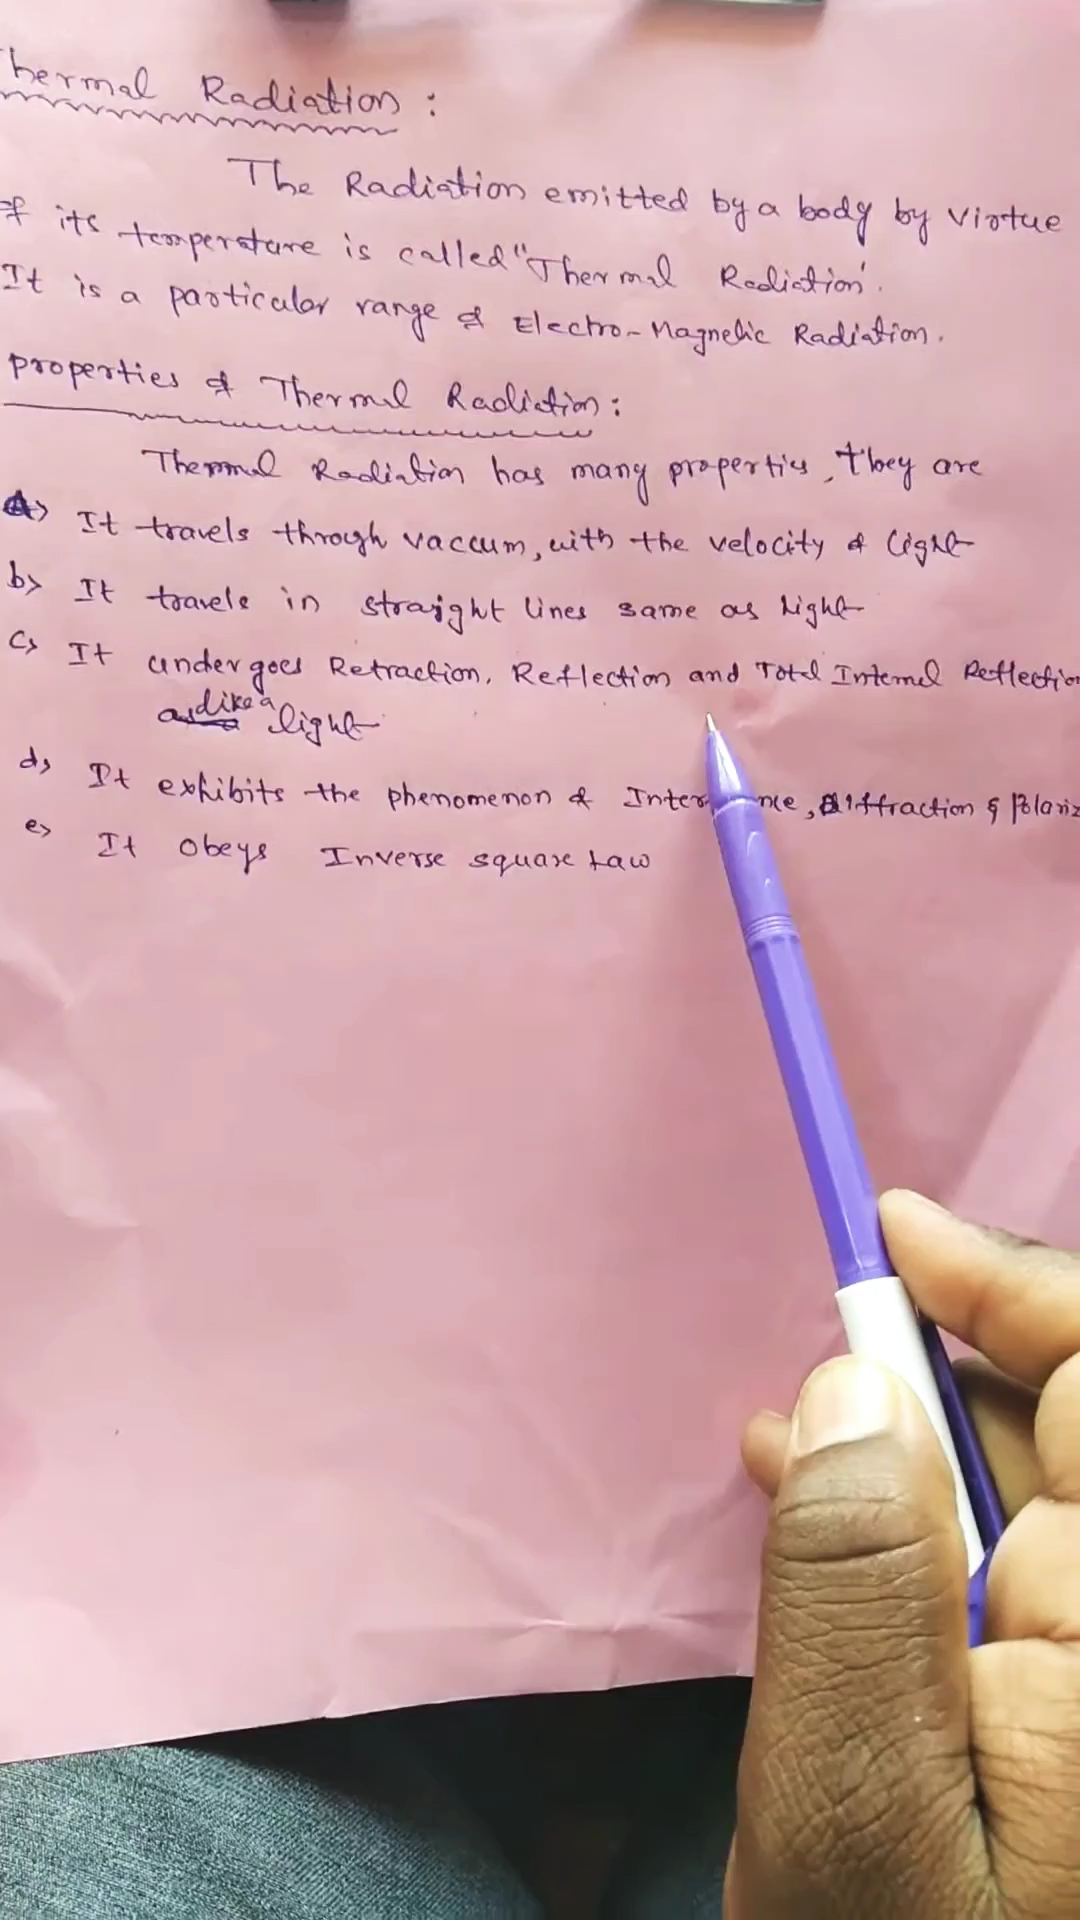 hermal Radiation :
The Radiation emitted by a body by virtue
of its temperature is called "Thermal Radiation'.
It is a particular range of Electro-Magnetic Radiation.
properties of Thermal Radiation :
Thermal Radiation has many properties, they are
a) It travels through vaccum, with the velocity of light
b) It travels in straight lines same as light
c) It undergoes Retraction, Reflection and Total Internal Reflection
like a light
d) It exhibits the phenomenon of Inter nce, Diffraction & Polariz
e) It obeys Inverse square Law